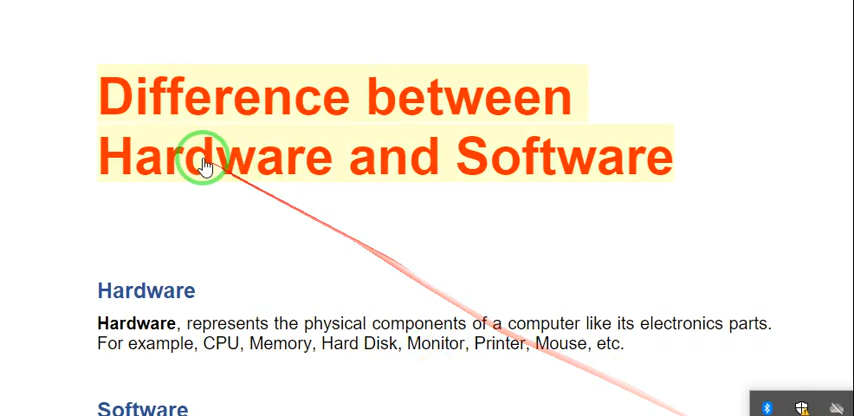 Difference between
Hardware and Software
Hardware
Hardware, represents the physical components of a computer like its electronics parts.
For example, CPU, Memory, Hard Disk, Monitor, Printer, Mouse, etc.
Software